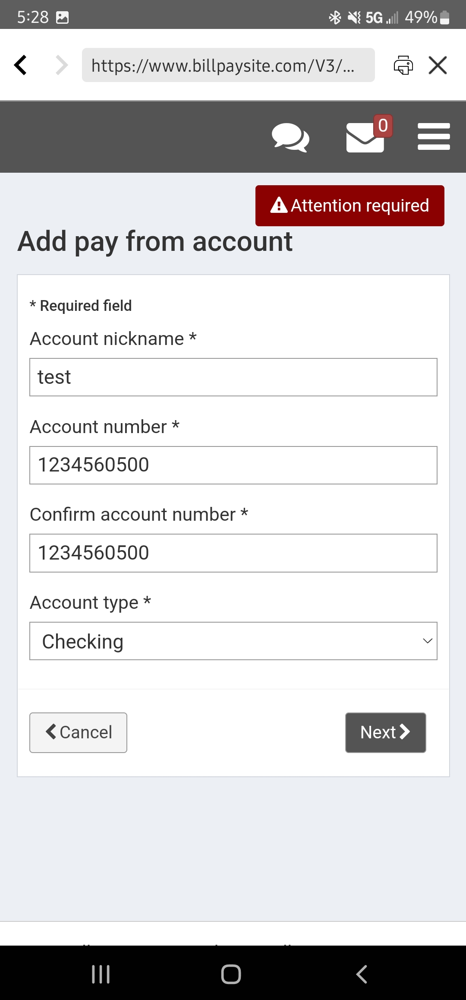 5:28
5G 49%
https://www.billpaysite.com/V3/...
0
Attention required
Add pay from account
* Required field
Account nickname *
test
Account number *
1234560500
Confirm account number *
1234560500
Account type *
Checking
Cancel
Next